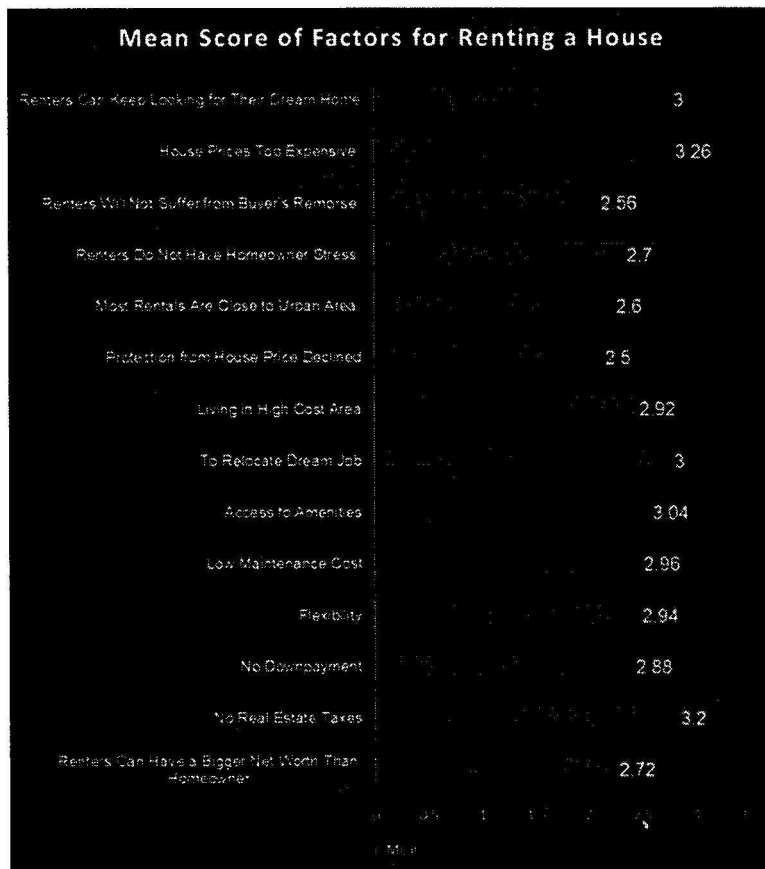 Mean Score of Factors for Renting a House
Renters Can Keep Looking for Their Dream Home 3
House Prices Too Expensive 3.26
Renters Will Not Suffer from Buyer's Remorse 2.56
Renters Do Not Have Homeowner Stress 2.7
Most Rentals Are Close to Urban Area 2.6
Protection from House Price Declined 2.5
Living in High Cost Area 2.92
To Relocate Dream Job 3
Access to Amenities 3.04
Low Maintenance Cost 2.96
Flexibility 2.94
No Downpayment 2.88
No Real Estate Taxes 3.2
Renters Can Have a Bigger Net Worth Than
Homeowner 2.72